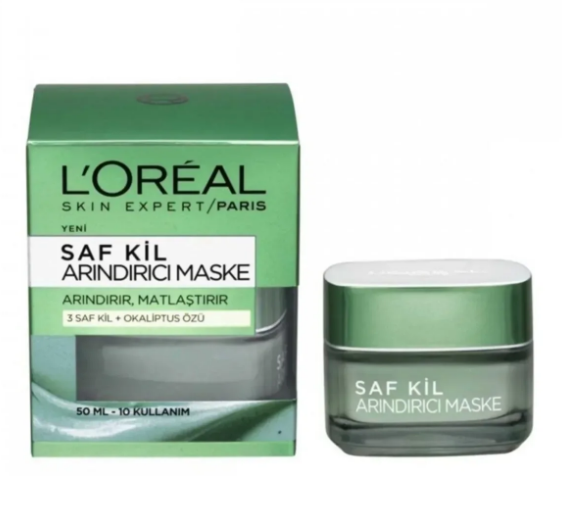 L'ORÉAL
SKIN EXPERT/PARIS
YENİ
SAF KİL
ARINDIRICI MASKE
ARINDIRIR, MATLAŞTIRIR
3 SAF KİL + OKALİPTUS ÖZÜ
50 ML - 10 KULLANIM
SAF KİL
ARINDIRICI MASKE